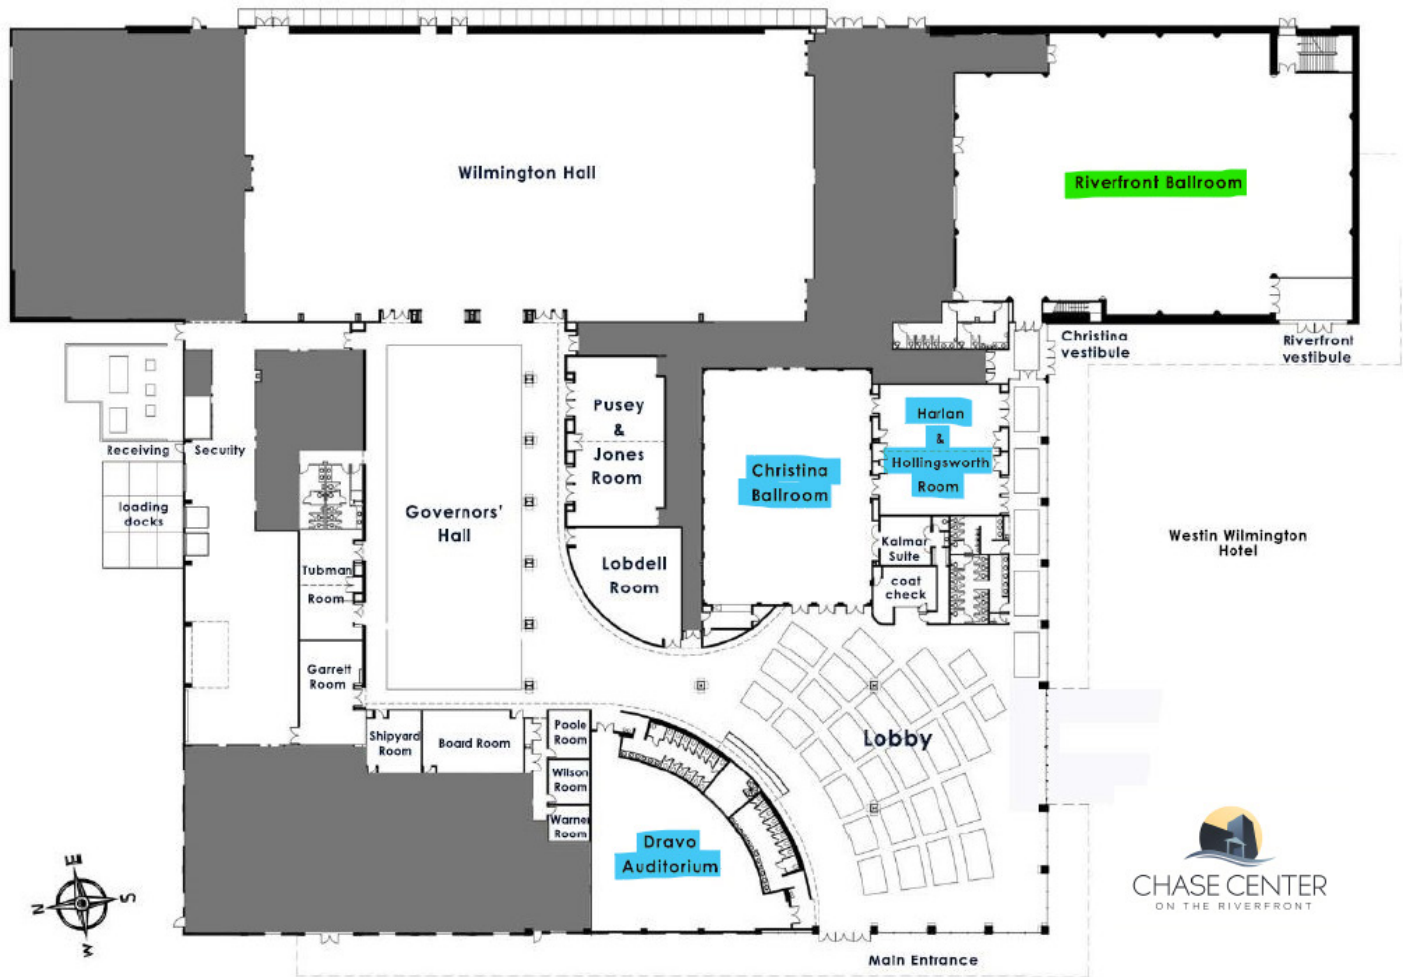 Wilmington Hall
Riverfront Ballroom
Christina
vestibule
Riverfront
vestibule
Receiving
Security
loading
docks
Pusey
&
Jones
Room
Harlan
&
Hollingsworth
Room
Christina
Ballroom
Governors'
Hall
Lobdell
Room
Kalmar
Suite
coat
check
Westin Wilmington
Hotel
Tubman
Room
Garrett
Room
Shipyard
Room
Board Room
Poole
Room
Wilson
Room
Warner
Room
Lobby
Dravo
Auditorium
Main Entrance
N
E
S
W
CHASE CENTER
ON THE RIVERFRONT